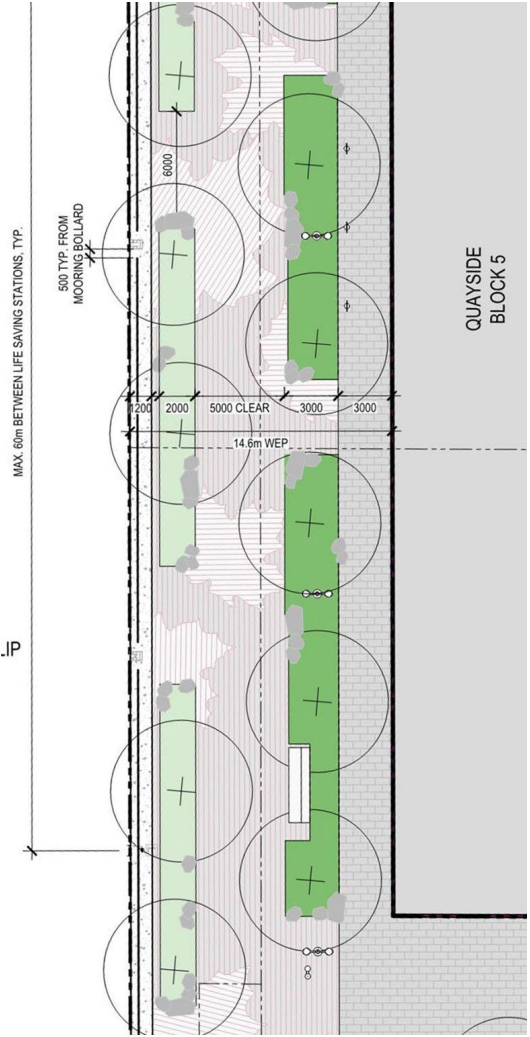 MAX. 60m BETWEEN LIFE SAVING STATIONS, TYP.
500 TYP. FROM
MOORING BOLLARD
6000
QUAYSIDE
BLOCK 5
1200 2000 5000 CLEAR 3000 3000
14.6m WEP
LIP